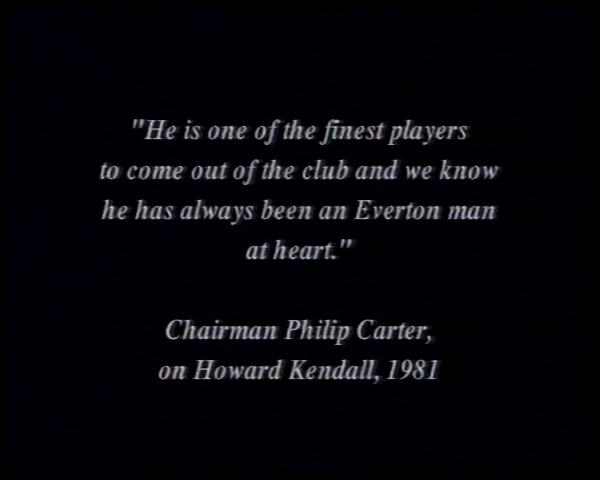 "He is one of the finest players
to come out of the club and we know
he has always been an Everton man
at heart."
Chairman Philip Carter,
on Howard Kendall, 1981